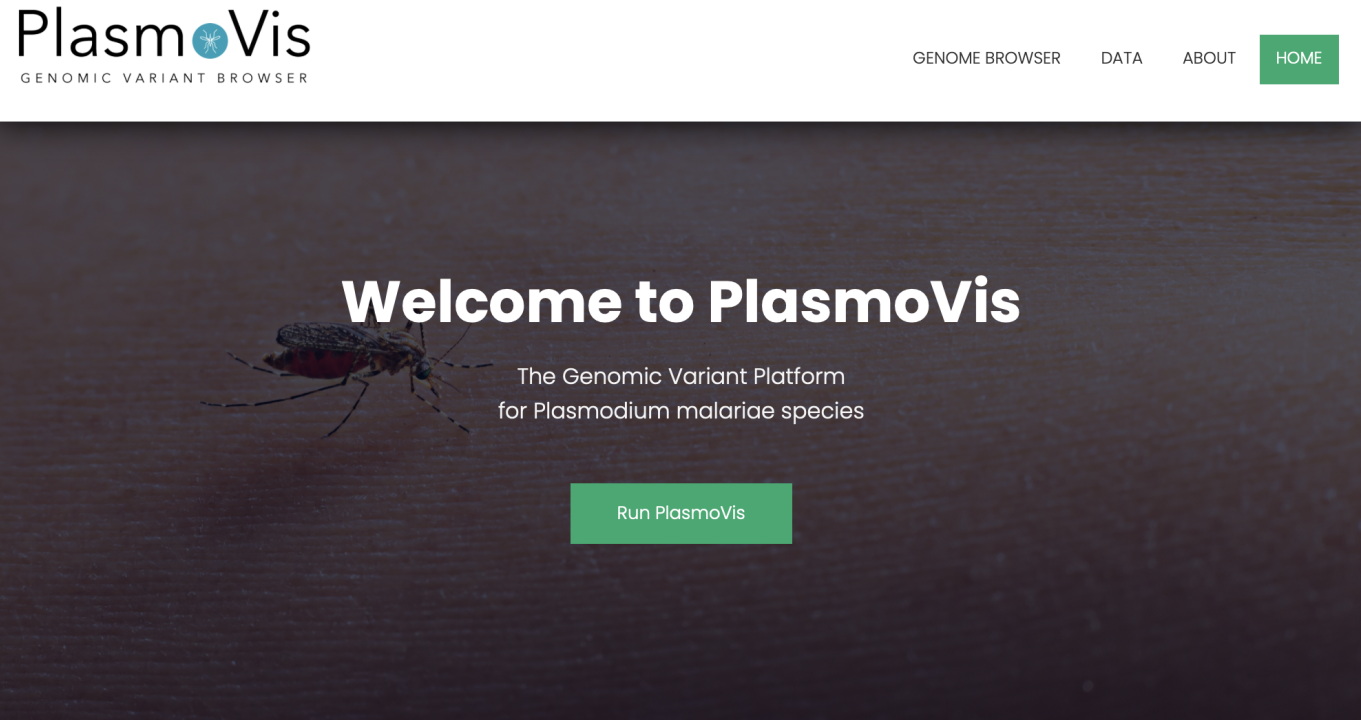 PlasmoVis
GENOMIC VARIANT BROWSER
GENOME BROWSER
DATA
ABOUT
HOME
Welcome to PlasmoVis
The Genomic Variant Platform
for Plasmodium malariae species
Run PlasmoVis